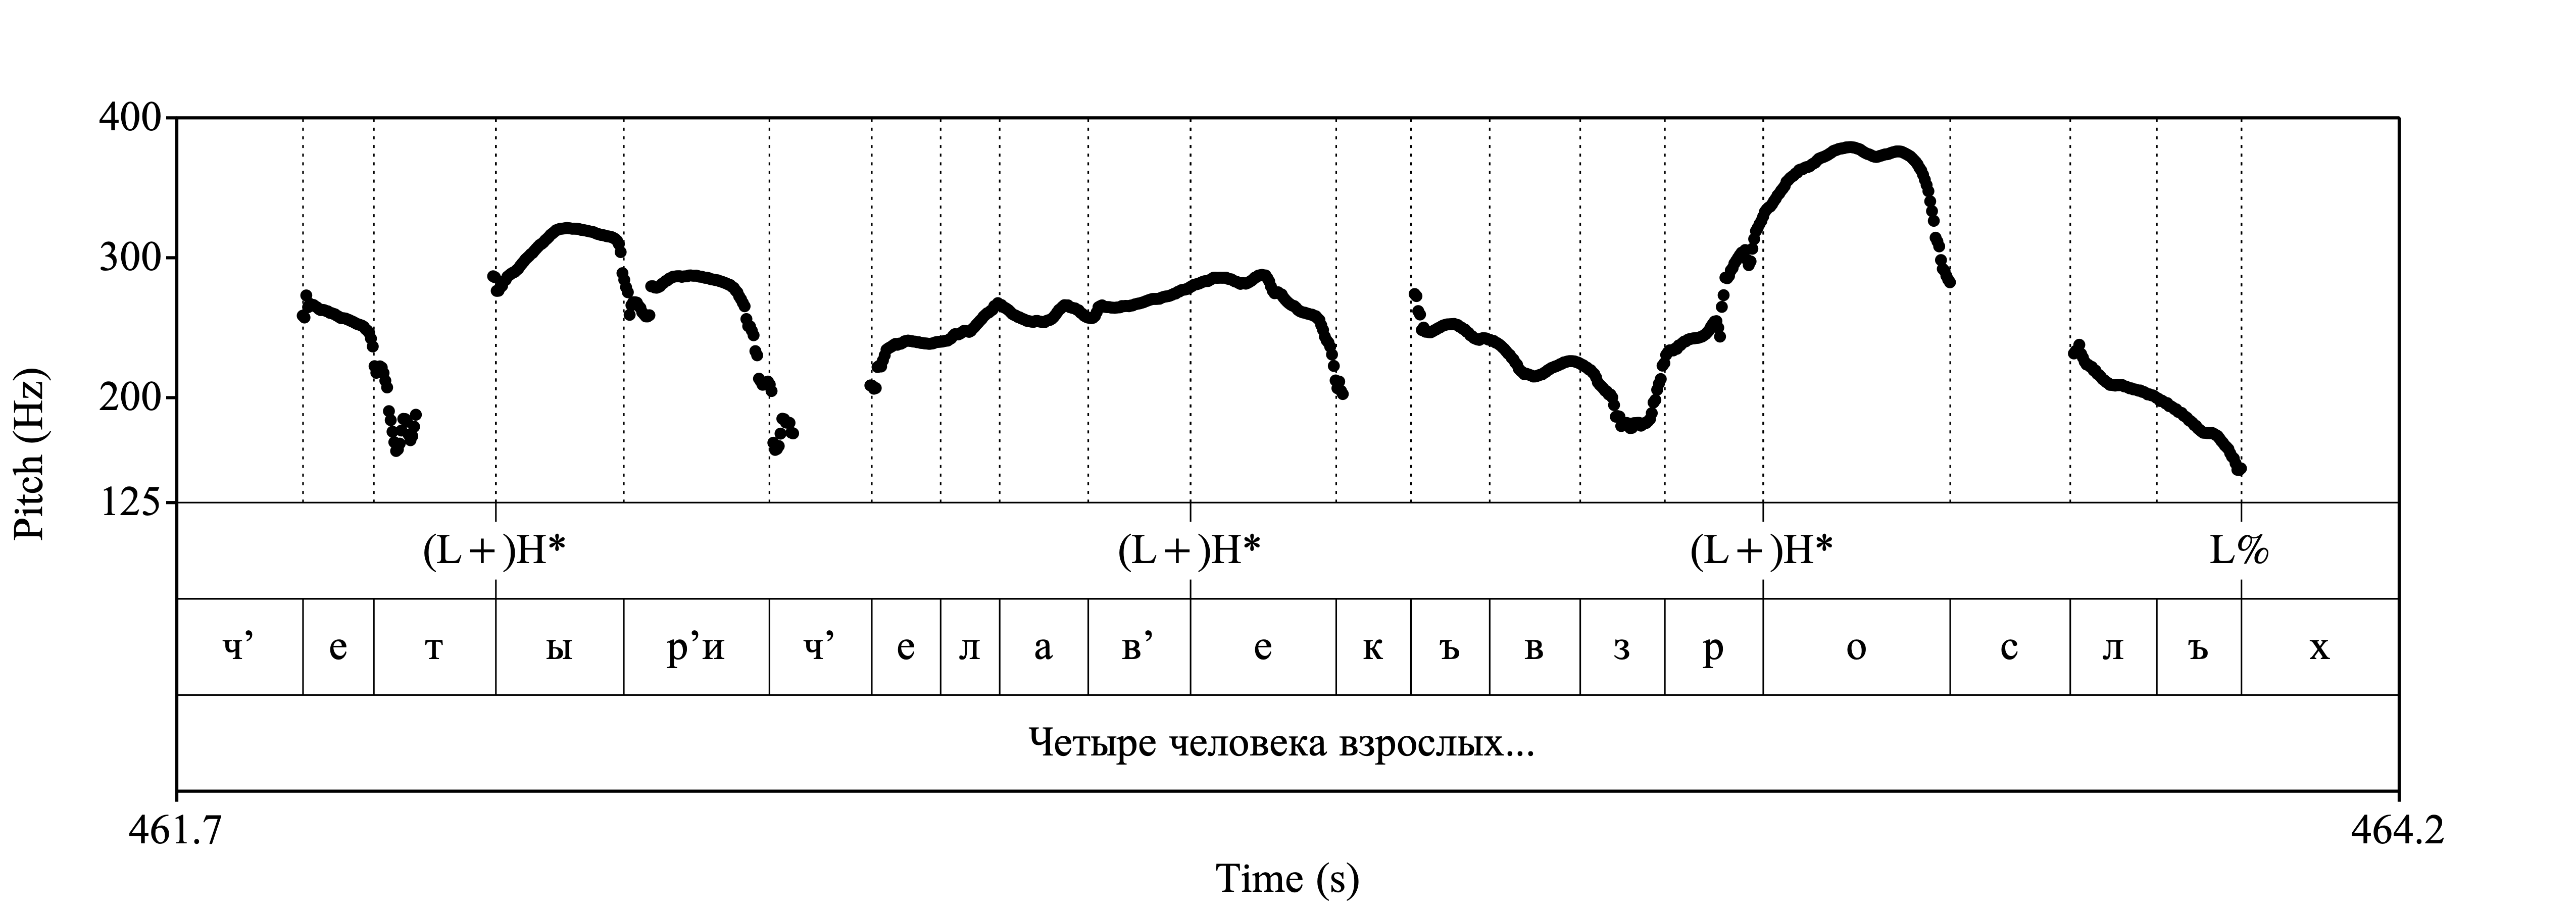 400
300
200
125
Pitch (Hz)
(L+)H* (L+)H* (L+)H* L%
ч’ е т ы р’и ч’ е л а в’ е к ъ в з р о с л ъ х
Четыре человека взрослых...
461.7 464.2
Time (s)